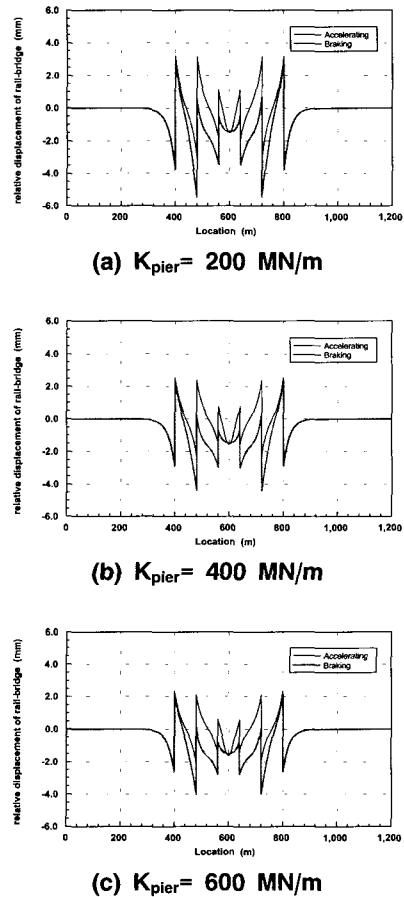 relative displacement of rail-bridge (mm)
6.0
4.0
2.0
0.0
-2.0
-4.0
-6.0
Accelerating
Braking
0
200
400
600
800
1,000
1,200
Location (m)
(a) Kpier= 200 MN/m
relative displacement of rail-bridge (mm)
6.0
4.0
2.0
0.0
-2.0
-4.0
-6.0
Accelerating
Braking
0
200
400
600
800
1,000
1,200
Location (m)
(b) Kpier= 400 MN/m
relative displacement of rail-bridge (mm)
6.0
4.0
2.0
0.0
-2.0
-4.0
-6.0
Accelerating
Braking
0
200
400
600
800
1,000
1,200
Location (m)
(c) Kpier= 600 MN/m